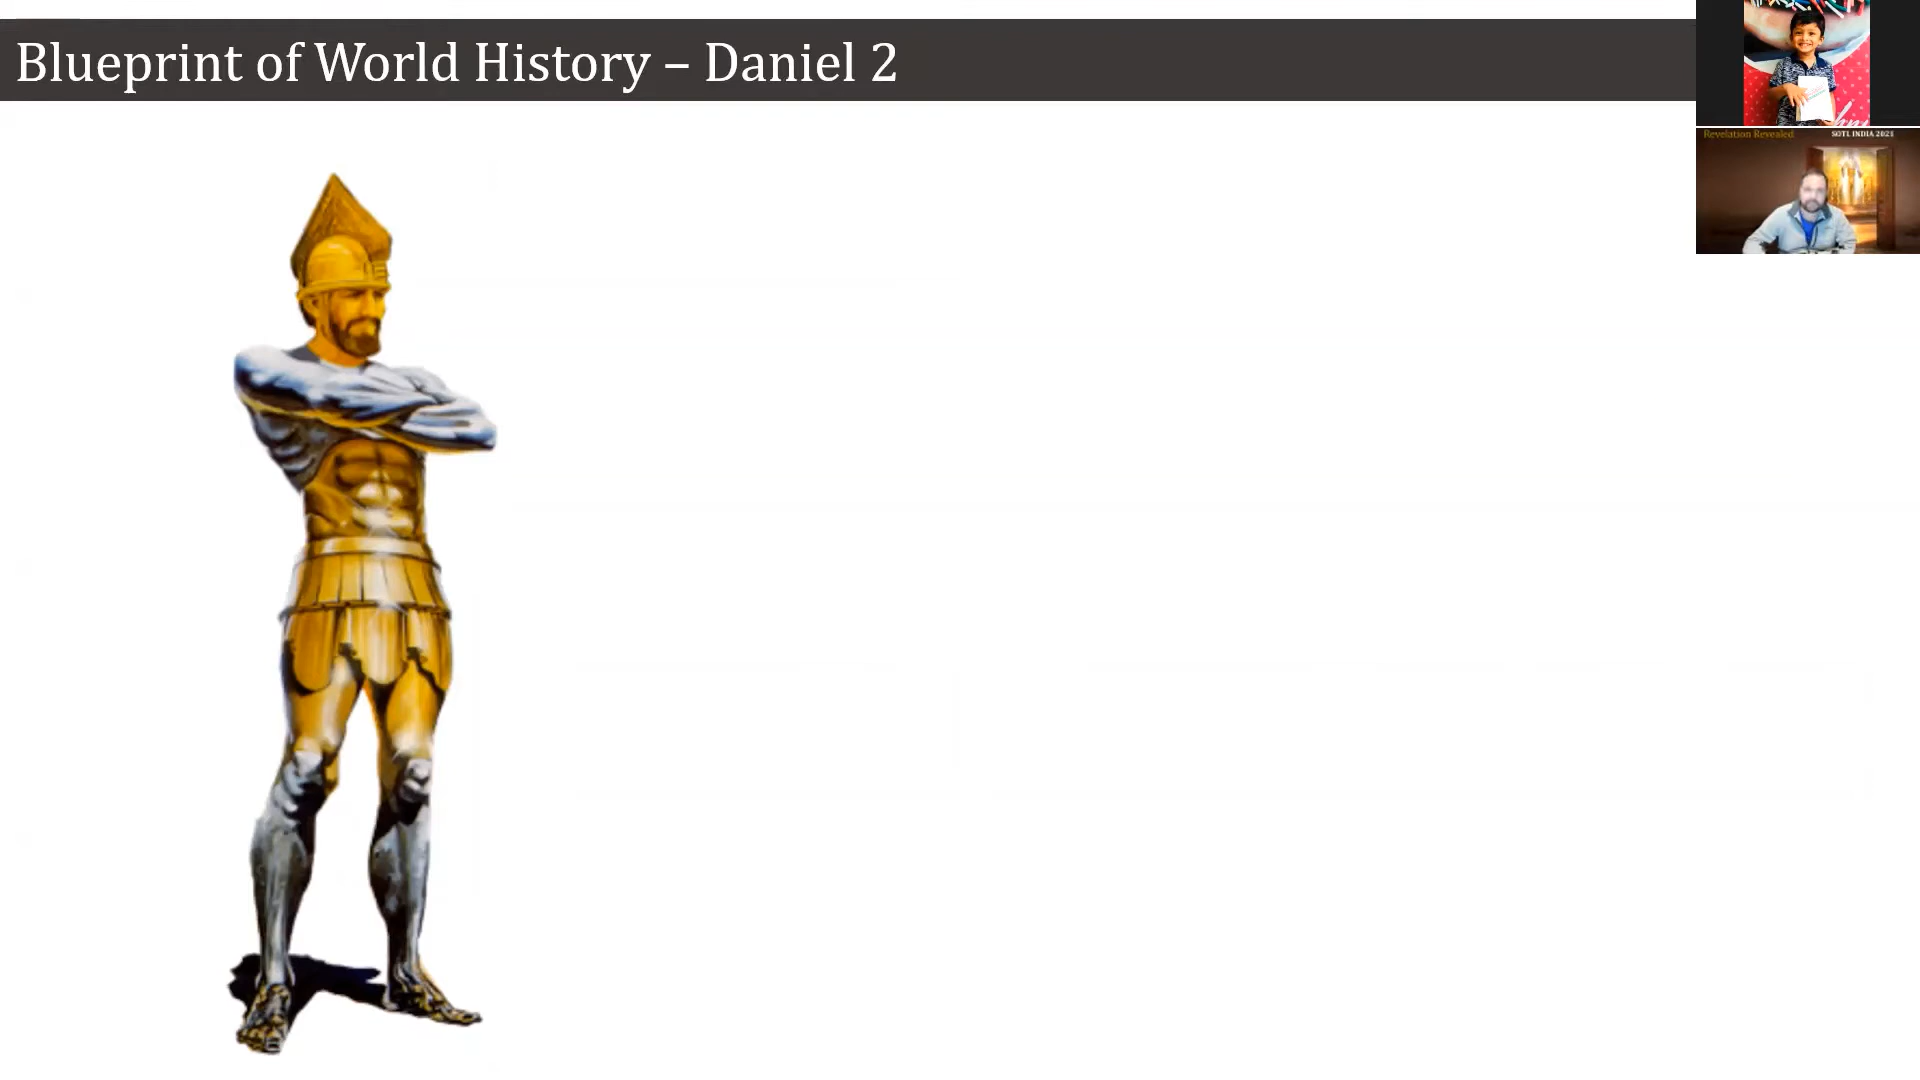 Blueprint of World History – Daniel 2
Revelation Revealed
SOTL INDIA 2021